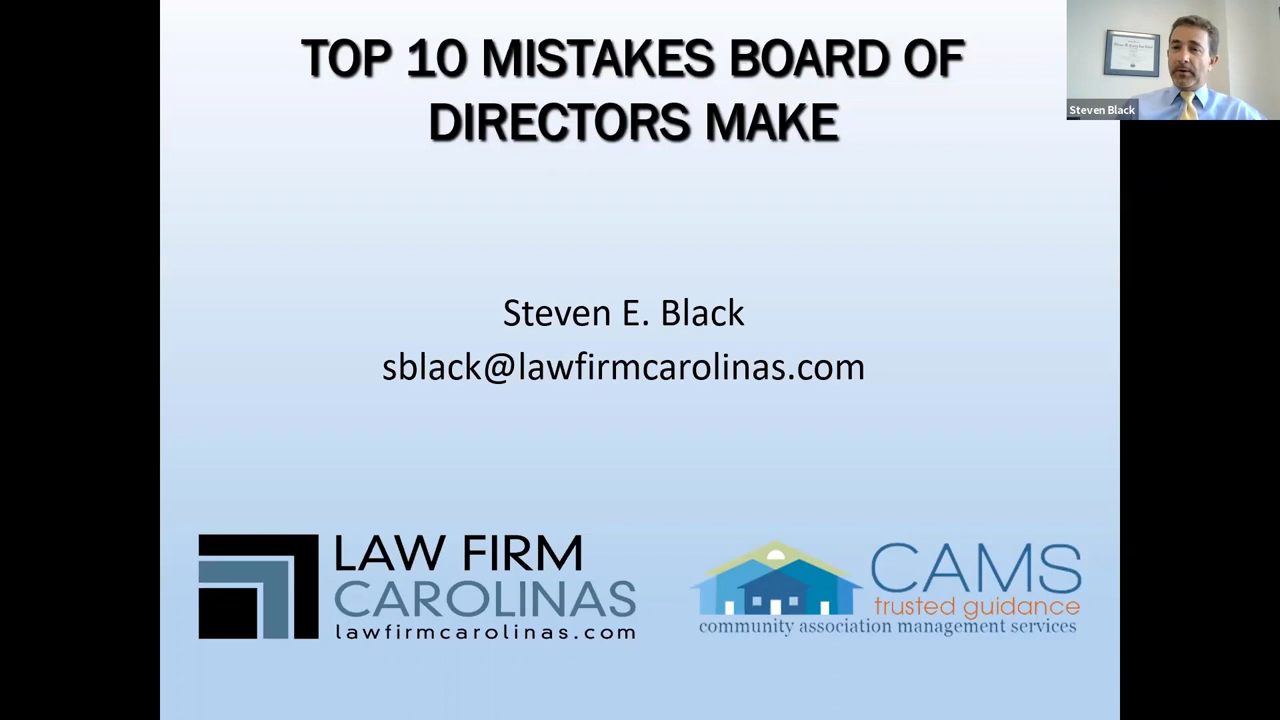 TOP 10 MISTAKES BOARD OF
DIRECTORS MAKE
Steven Black
Steven E. Black
sblack@lawfirmcarolinas.com
LAW FIRM
CAROLINAS
lawfirmcarolinas.com
CAMS
trusted guidance
community association management services